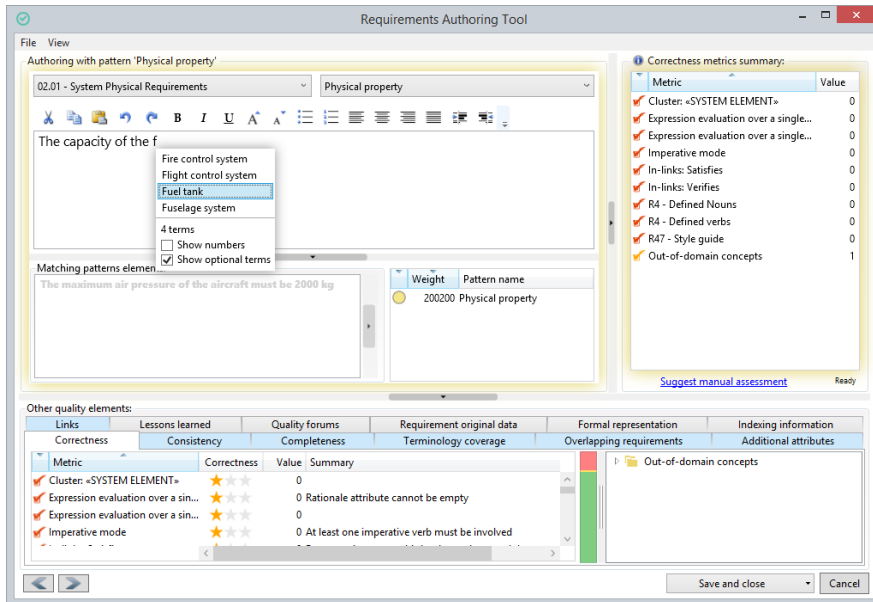 Requirements Authoring Tool
File View
Authoring with pattern 'Physical property'
02.01 - System Physical Requirements
Physical property
B I U A A
The capacity of the f
Fire control system
Flight control system
Fuel tank
Fuselage system
4 terms
Show numbers
Show optional terms
Matching patterns elemen
The maximum air pressure of the aircraft must be 2000 kg
Weight Pattern name
200200 Physical property
Correctness metrics summary:
Metric Value
Cluster: «SYSTEM ELEMENT» 0
Expression evaluation over a single... 0
Expression evaluation over a single... 0
Imperative mode 0
In-links: Satisfies 0
In-links: Verifies 0
R4 - Defined Nouns 0
R4 - Defined verbs 0
R47 - Style guide 0
Out-of-domain concepts 1
Suggest manual assessment Ready
Other quality elements:
Links Lessons learned Quality forums Requirement original data Formal representation Indexing information
Correctness Consistency Completeness Terminology coverage Overlapping requirements Additional attributes
Metric Correctness Value Summary
Cluster: «SYSTEM ELEMENT» 0
Expression evaluation over a sin... 0 Rationale attribute cannot be empty
Expression evaluation over a sin... 0
Imperative mode 0 At least one imperative verb must be involved
Out-of-domain concepts
Save and close Cancel